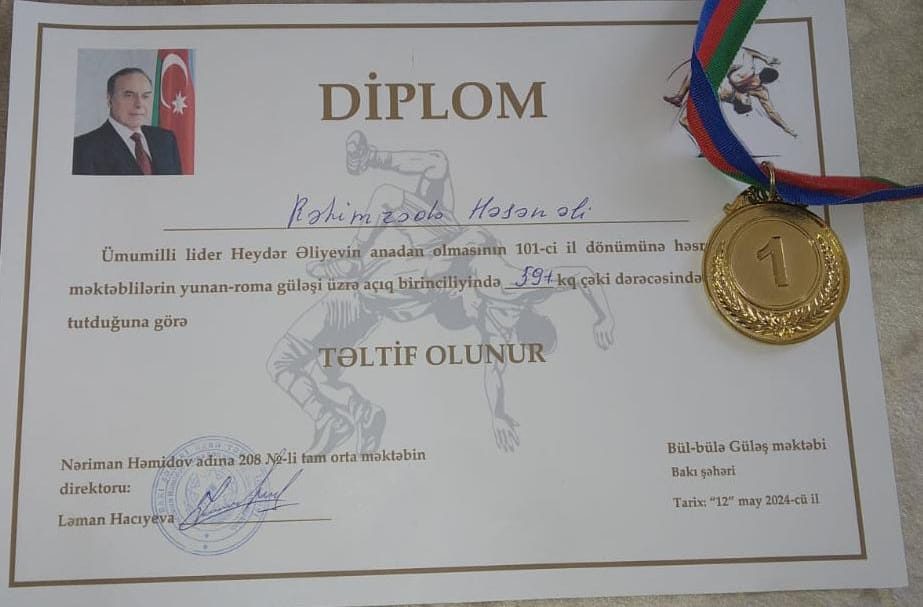 DİPLOM
Rəhimzadə Həsənəli
Ümumilli lider Heydər Əliyevin anadan olmasının 101-ci il dönümünə həsr
məktəblilərin yunan-roma güləşi üzrə açıq birinciliyində 59+ kq çəki dərəcəsində
tutduğuna görə
TƏLTİF OLUNUR
1
Nəriman Həmidov adına 208 №-li tam orta məktəbin
direktoru:
Ləman Hacıyeva
Bül-bülə Güləş məktəbi
Bakı şəhəri
Tarix: “12” may 2024-cü il